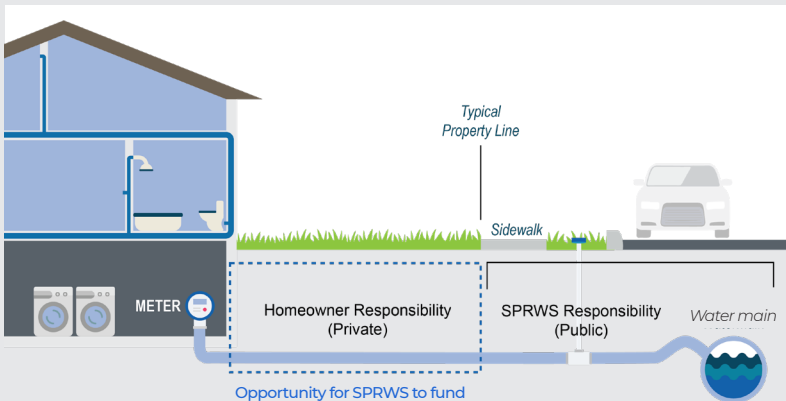 Typical
Property Line
Sidewalk
METER
Homeowner Responsibility
(Private)
SPRWS Responsibility
(Public)
Water main
Opportunity for SPRWS to fund